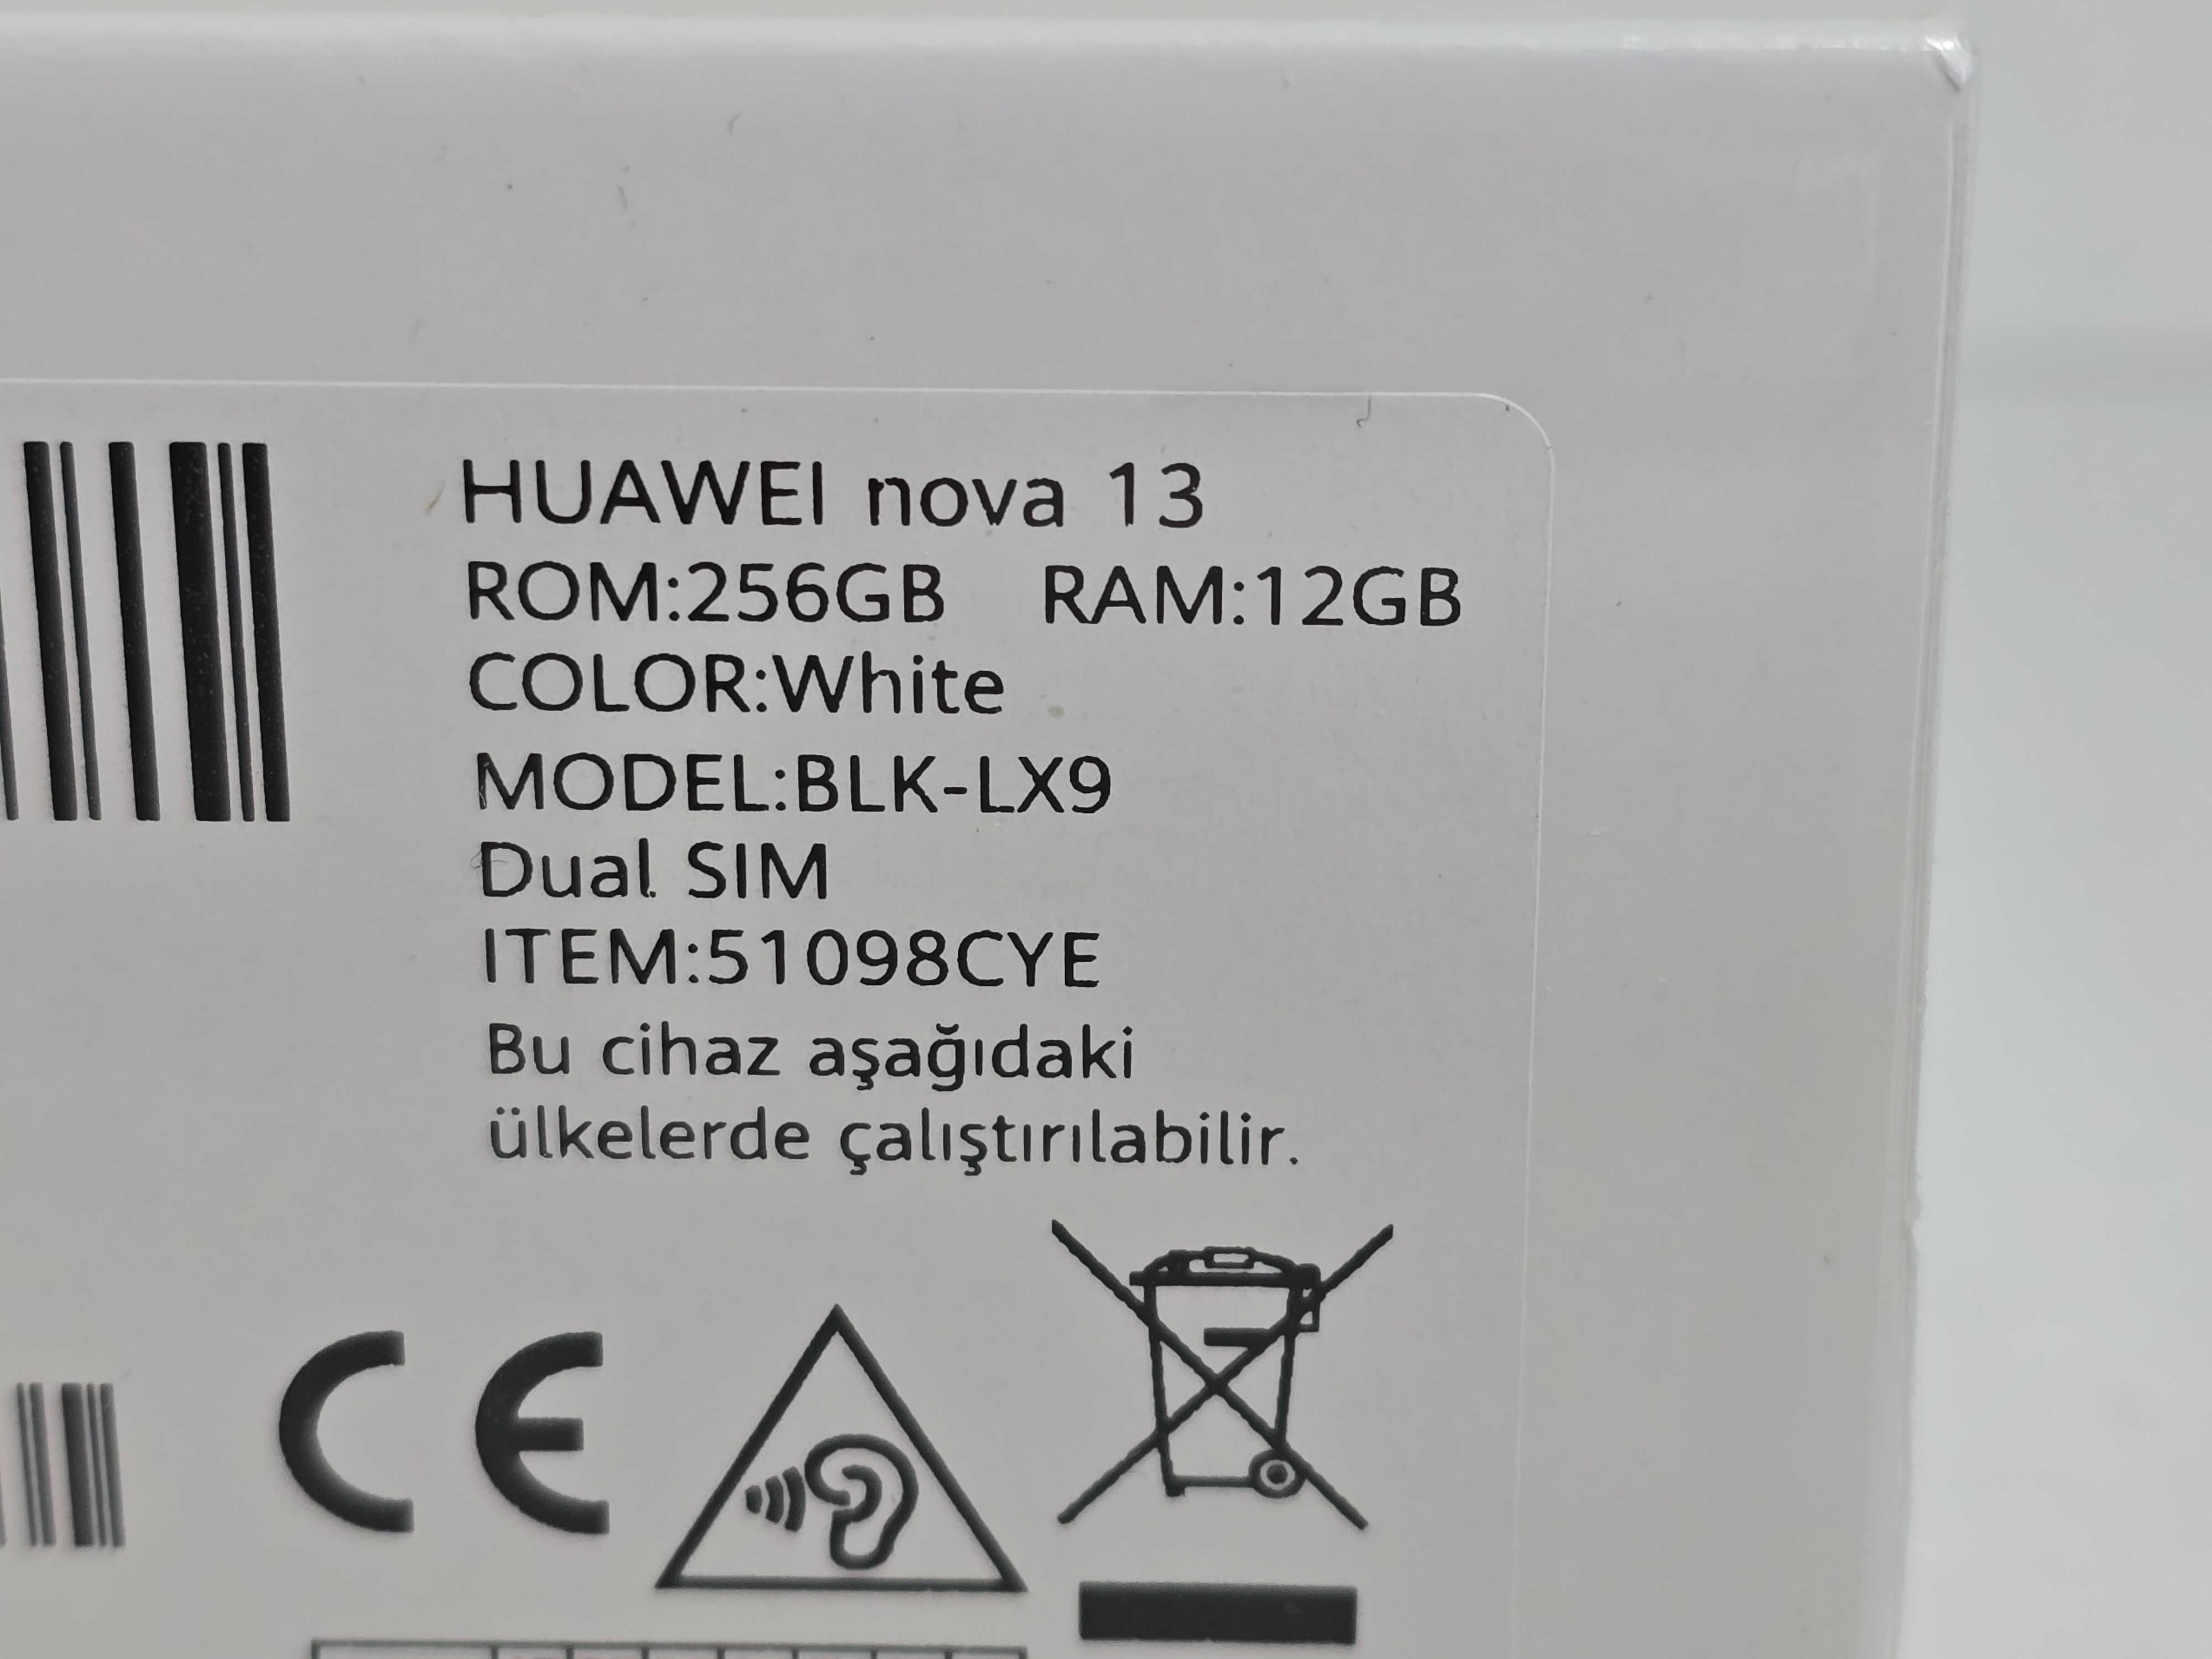 HUAWEI nova 13
ROM:256GB RAM:12GB
COLOR:White
MODEL:BLK-LX9
Dual SIM
ITEM:51098CYE
Bu cihaz aşağıdaki
ülkelerde çalıştırılabilir.
CE